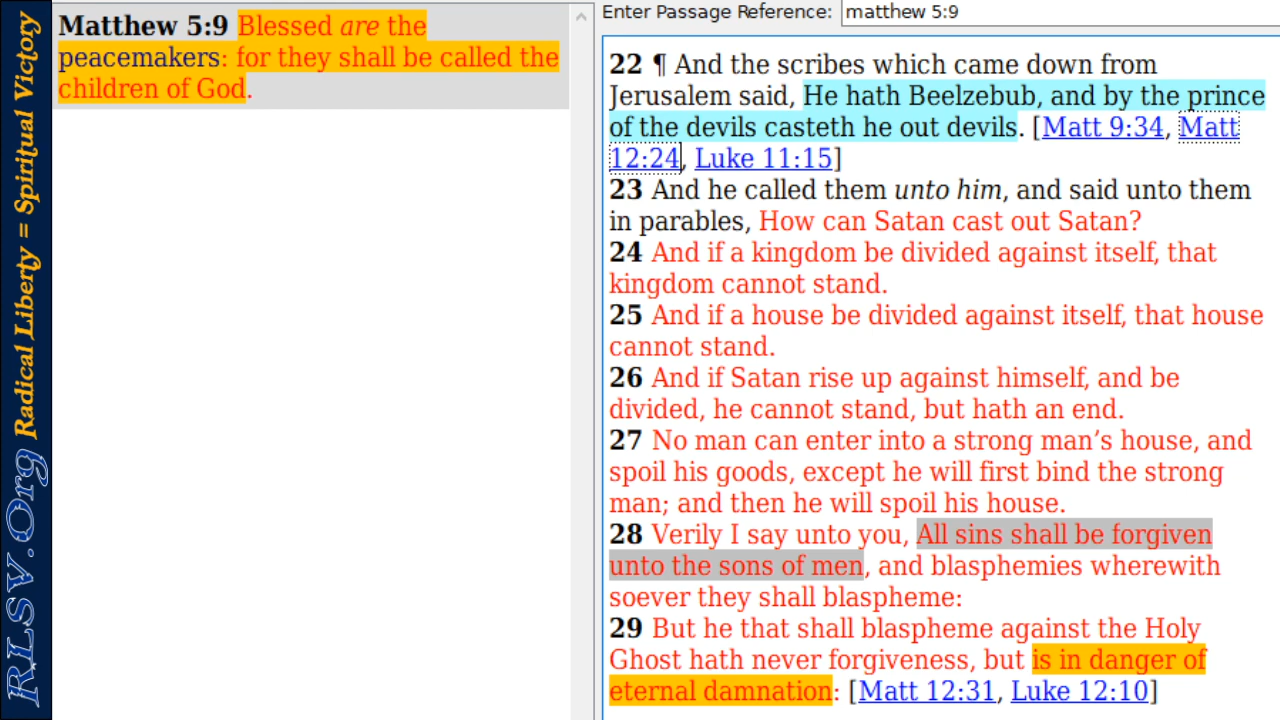 RLSV.Org Radical Liberty = Spiritual Victory
Matthew 5:9 Blessed are the
peacemakers: for they shall be called the
children of God.
Enter Passage Reference: matthew 5:9
22 ¶ And the scribes which came down from
Jerusalem said, He hath Beelzebub, and by the prince
of the devils casteth he out devils. [Matt 9:34, Matt
12:24, Luke 11:15]
23 And he called them unto him, and said unto them
in parables, How can Satan cast out Satan?
24 And if a kingdom be divided against itself, that
kingdom cannot stand.
25 And if a house be divided against itself, that house
cannot stand.
26 And if Satan rise up against himself, and be
divided, he cannot stand, but hath an end.
27 No man can enter into a strong man’s house, and
spoil his goods, except he will first bind the strong
man; and then he will spoil his house.
28 Verily I say unto you, All sins shall be forgiven
unto the sons of men, and blasphemies wherewith
soever they shall blaspheme:
29 But he that shall blaspheme against the Holy
Ghost hath never forgiveness, but is in danger of
eternal damnation: [Matt 12:31, Luke 12:10]